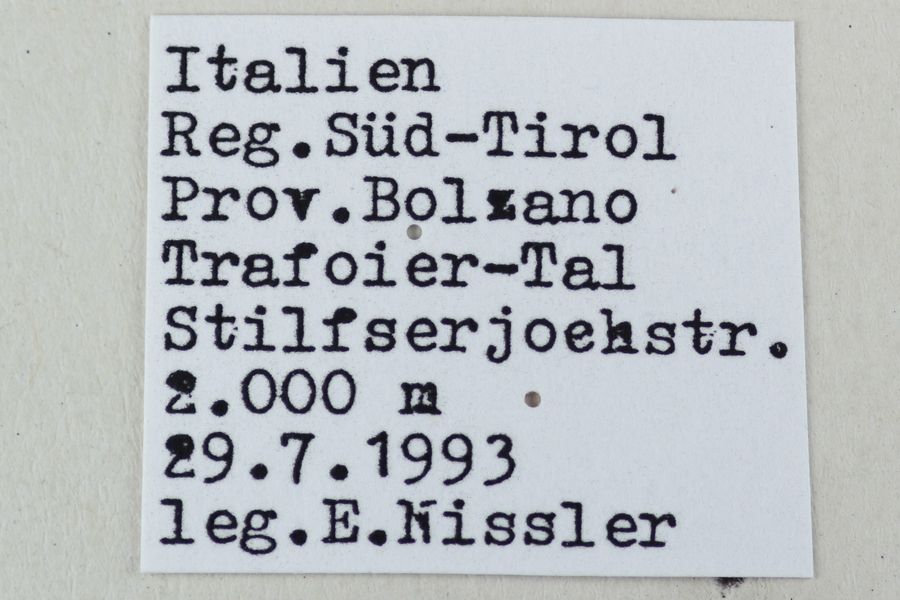 Italien
Reg.Süd-Tirol
Prov.Bolzano
Trafoier-Tal
Stilfserjochstr.
2.000 m
29.7.1993
leg.E.Nissler